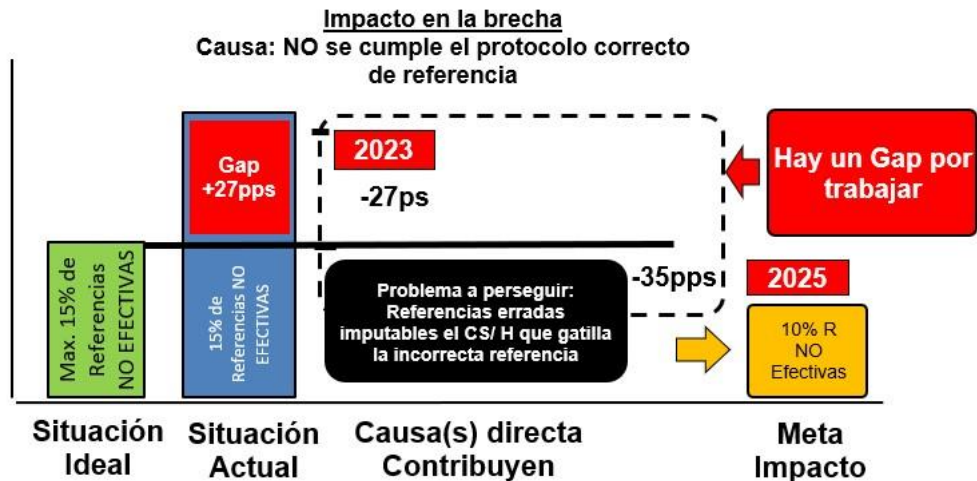 Impacto en la brecha
Causa: NO se cumple el protocolo correcto
de referencia
Gap
+27pps
2023
-27ps
Hay un Gap por
trabajar
Max. 15% de
Referencias
NO EFECTIVAS
15% de
Referencias NO
EFECTIVAS
Problema a perseguir:
Referencias erradas
imputables el CS/ H que gatilla
la incorrecta referencia
-35pps
2025
10% R
NO
Efectivas
Situación
Ideal
Situación
Actual
Causa(s) directa
Contribuyen
Meta
Impacto